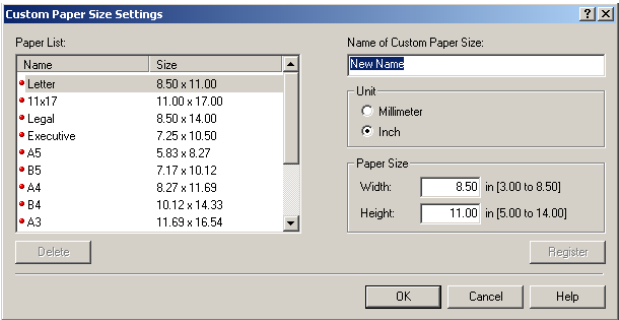 Custom Paper Size Settings
Paper List:
Name Size
Letter 8.50 x 11.00
11x17 11.00 x 17.00
Legal 8.50 x 14.00
Executive 7.25 x 10.50
A5 5.83 x 8.27
B5 7.17 x 10.12
A4 8.27 x 11.69
B4 10.12 x 14.33
A3 11.69 x 16.54
Delete
Name of Custom Paper Size:
New Name
Unit
Millimeter
Inch
Paper Size
Width: 8.50 in [3.00 to 8.50]
Height: 11.00 in [5.00 to 14.00]
Register
OK Cancel Help